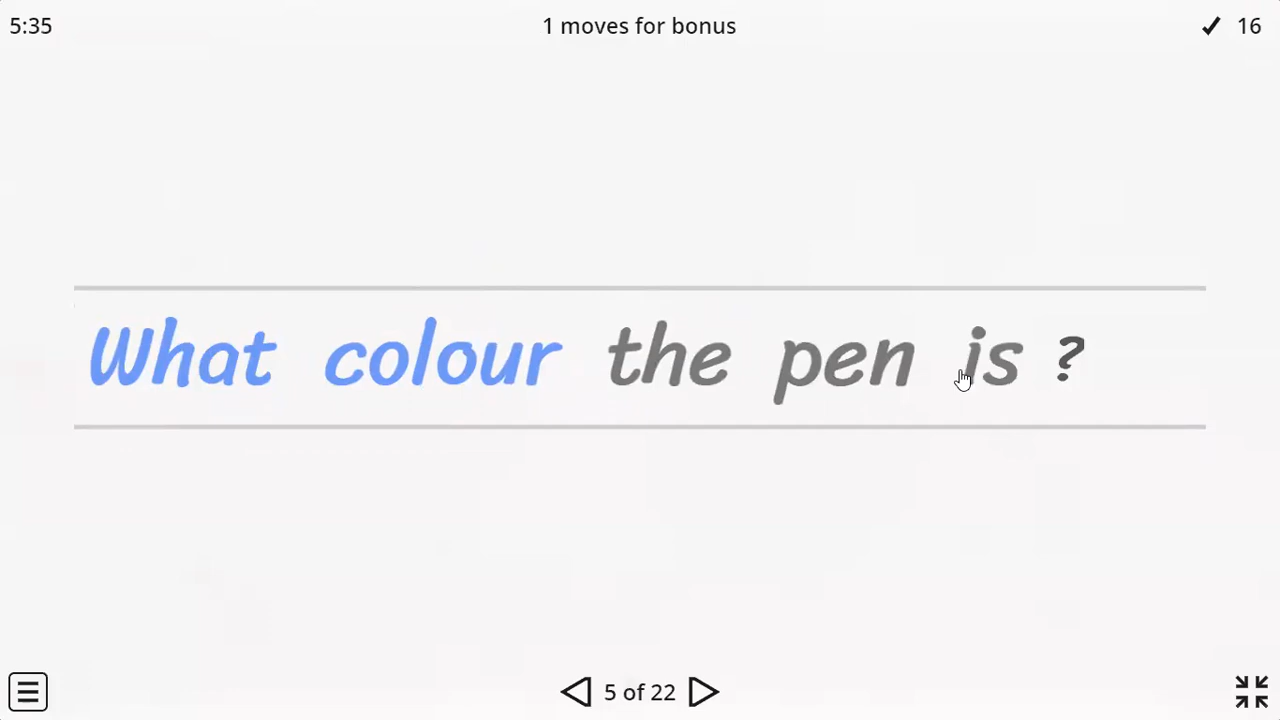 5:35 1 moves for bonus ✓ 16
What colour the pen is ?
5 of 22